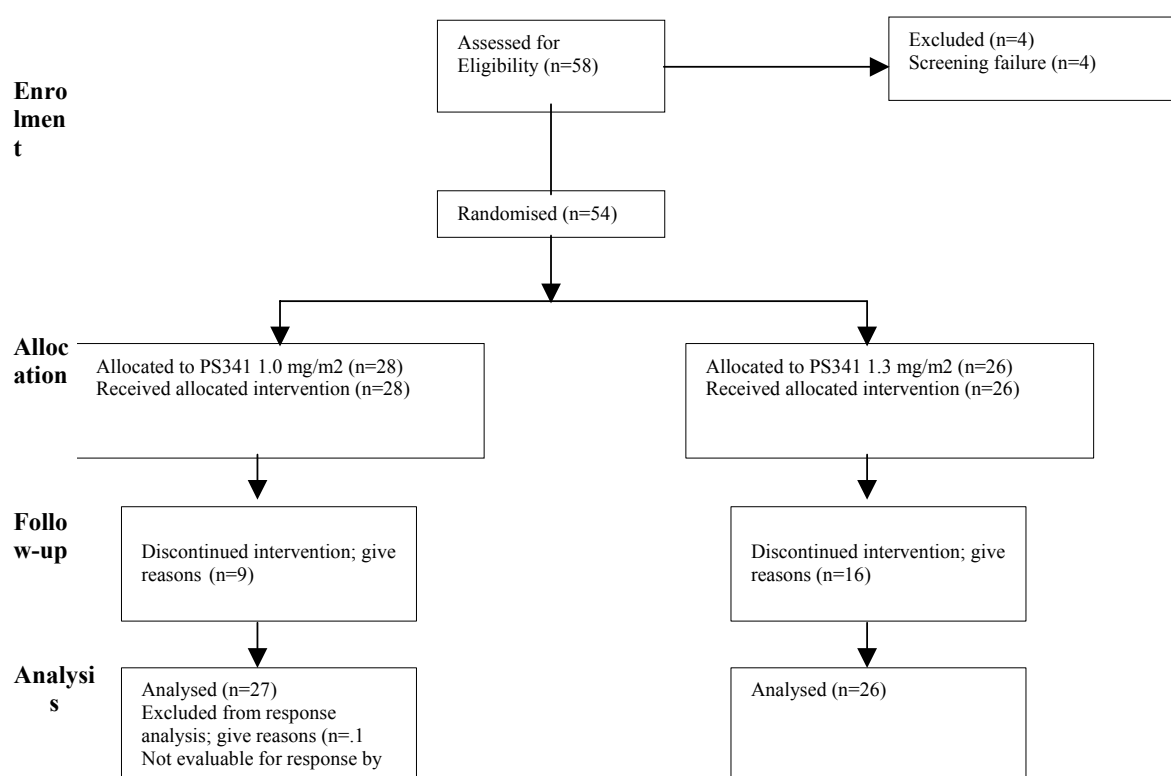 Assessed for
Eligibility (n=58)
Excluded (n=4)
Screening failure (n=4)
Enro
lmen
t
Randomised (n=54)
Alloc
ation
Allocated to PS341 1.0 mg/m2 (n=28)
Received allocated intervention (n=28)
Allocated to PS341 1.3 mg/m2 (n=26)
Received allocated intervention (n=26)
Follo
w-up
Discontinued intervention; give
reasons (n=9)
Discontinued intervention; give
reasons (n=16)
Analysi
s
Analysed (n=27)
Excluded from response
analysis; give reasons (n=.1
Not evaluable for response by
Analysed (n=26)